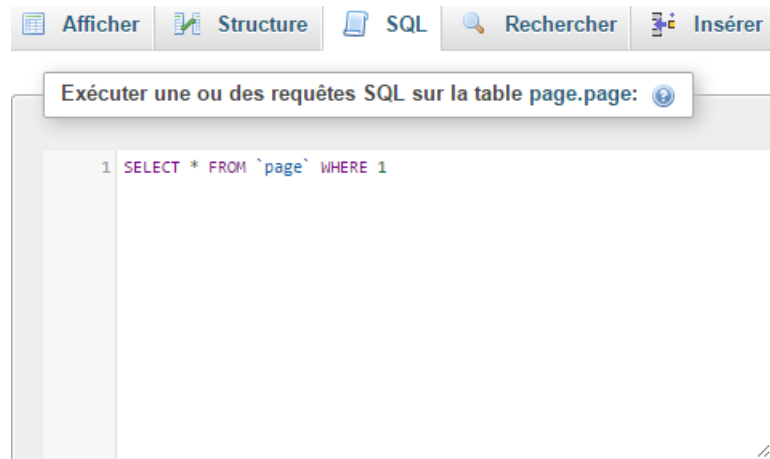 Afficher Structure SQL Rechercher Insérer
Exécuter une ou des requêtes SQL sur la table page.page:
1 SELECT * FROM `page` WHERE 1